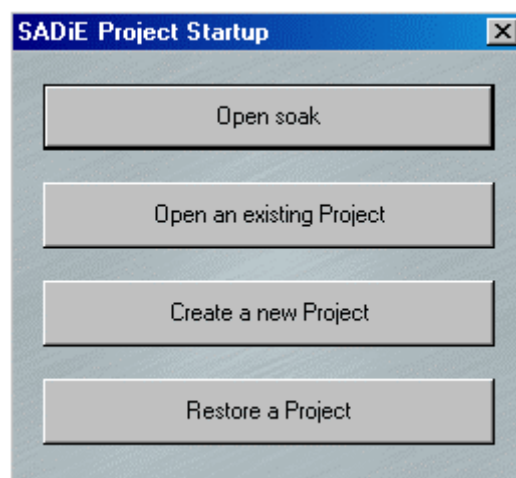 SADiE Project Startup
Open soak
Open an existing Project
Create a new Project
Restore a Project